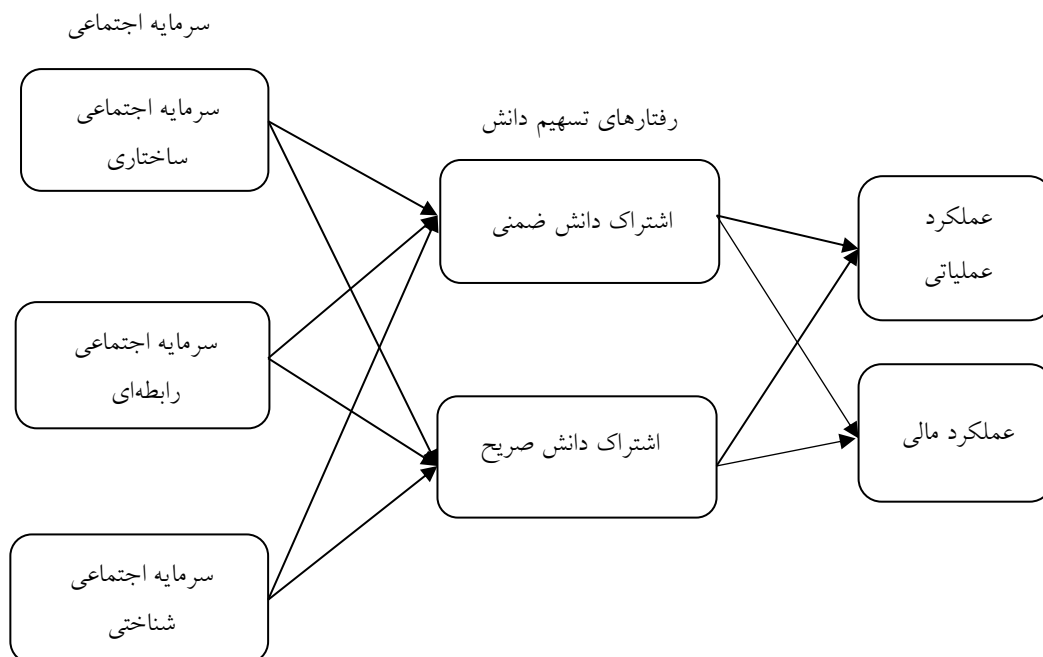 سرمایه اجتماعی
سرمایه اجتماعی
ساختاری
سرمایه اجتماعی
رابطه‌ای
سرمایه اجتماعی
شناختی
رفتارهای تسهیم دانش
اشتراک دانش ضمنی
اشتراک دانش صریح
عملکرد
عملیاتی
عملکرد مالی